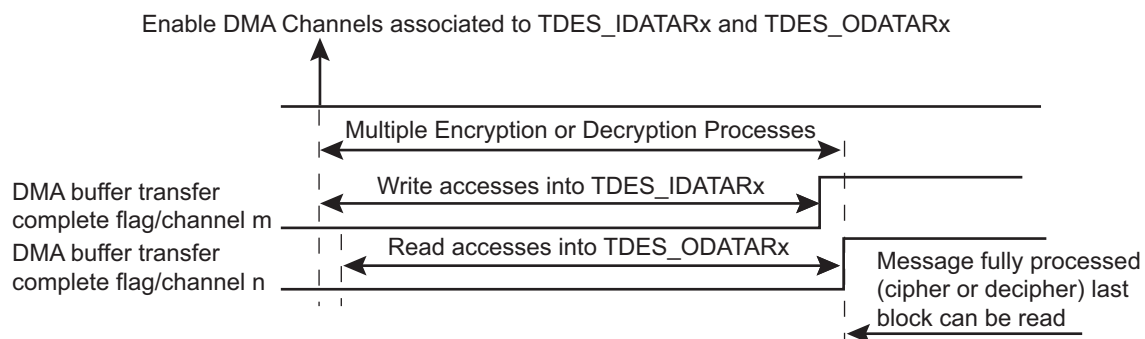 Enable DMA Channels associated to TDES_IDATARx and TDES_ODATARx
Multiple Encryption or Decryption Processes
Write accesses into TDES_IDATARx
DMA buffer transfer
complete flag/channel m
Read accesses into TDES_ODATARx
DMA buffer transfer
complete flag/channel n
Message fully processed
(cipher or decipher) last
block can be read